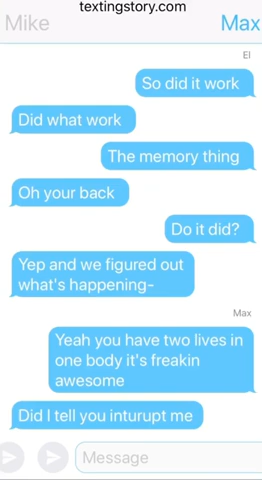 textingstory.com
Mike Max
El
So did it work
Did what work
The memory thing
Oh your back
Do it did?
Yep and we figured out
what's happening-
Max
Yeah you have two lives in
one body it's freakin
awesome
Did I tell you inturupt me
Message